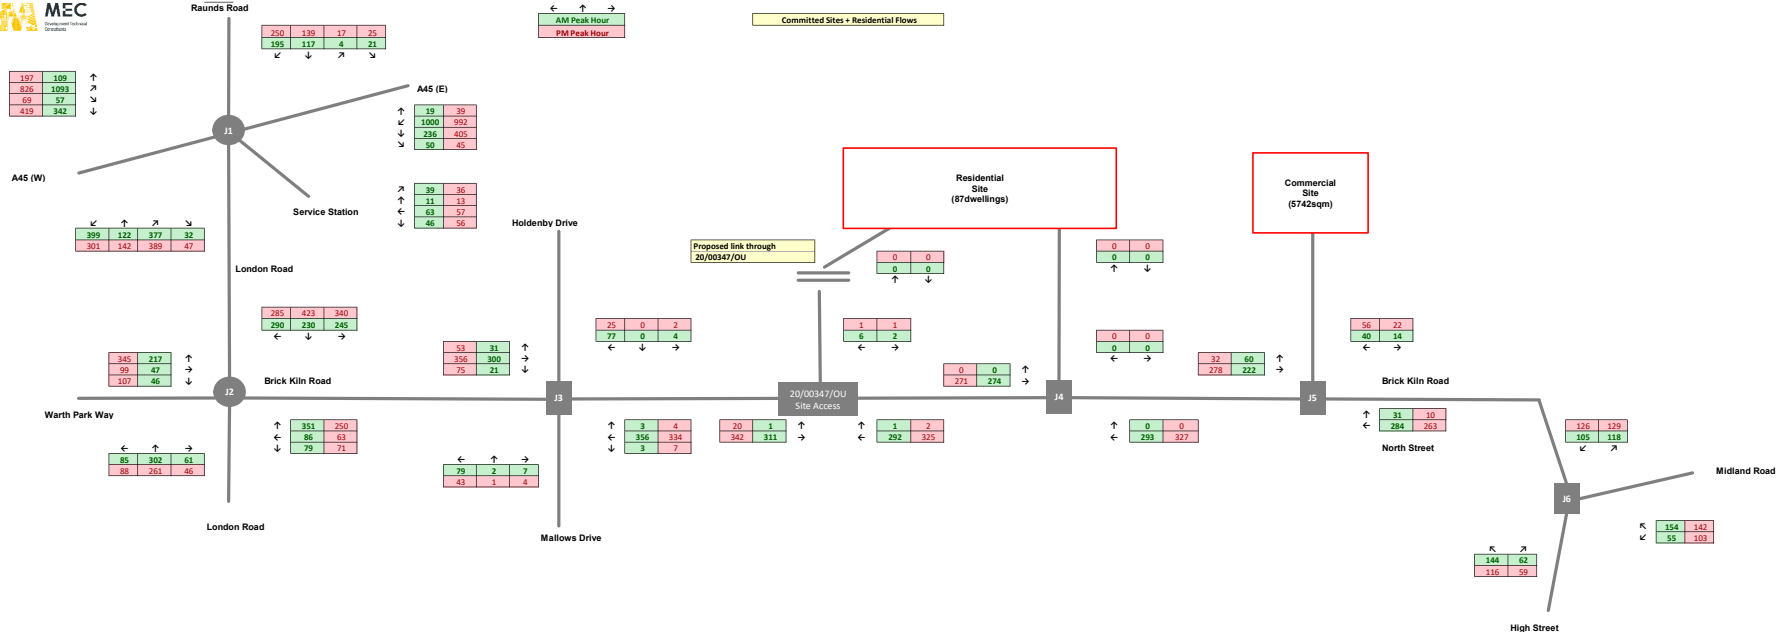 MEC
Development Technical
Consultants
Raunds Road
← ↑ →
AM Peak Hour
PM Peak Hour
Committed Sites + Residential Flows
250 139 17 25
195 117 4 21
↙ ↓ ↗ ↘
197 109 ↑
826 1093 ↗
69 57 ↘
419 342 ↓
A45 (E)
↑ 19 39
↙ 1000 992
↓ 236 405
↘ 50 45
J1
A45 (W)
↗ 39 36
↑ 11 13
← 63 57
↓ 46 56
Service Station
↙ ↑ ↗ ↘
399 122 377 32
301 142 389 47
London Road
Holdenby Drive
Residential
Site
(87dwellings)
Commercial
Site
(5742sqm)
Proposed link through
20/00347/OU
0 0
0 0
↑ ↓
0 0
0 0
↑ ↓
285 423 340
290 230 245
← ↓ →
25 0 2
77 0 4
← ↓ →
1 1
6 2
← →
0 0
0 0
← →
56 22
40 14
← →
345 217 ↑
99 47 →
107 46 ↓
53 31 ↑
356 300 →
75 21 ↓
0 0 ↑
271 274 →
32 60 ↑
278 222 →
Brick Kiln Road
Brick Kiln Road
J2
J3
20/00347/OU
Site Access
J4
J5
Warth Park Way
↑ 351 250
← 86 63
↓ 79 71
↑ 3 4
← 356 334
↓ 3 7
20 1 ↑
342 311 →
↑ 1 2
← 292 325
↑ 0 0
← 293 327
↑ 31 10
← 284 263
North Street
126 129
105 118
↙ ↗
← ↑ →
85 302 61
88 261 46
← ↑ →
79 2 7
43 1 4
Midland Road
J6
London Road
Mallows Drive
↖ 154 142
↙ 55 103
↖ ↗
144 62
116 59
High Street